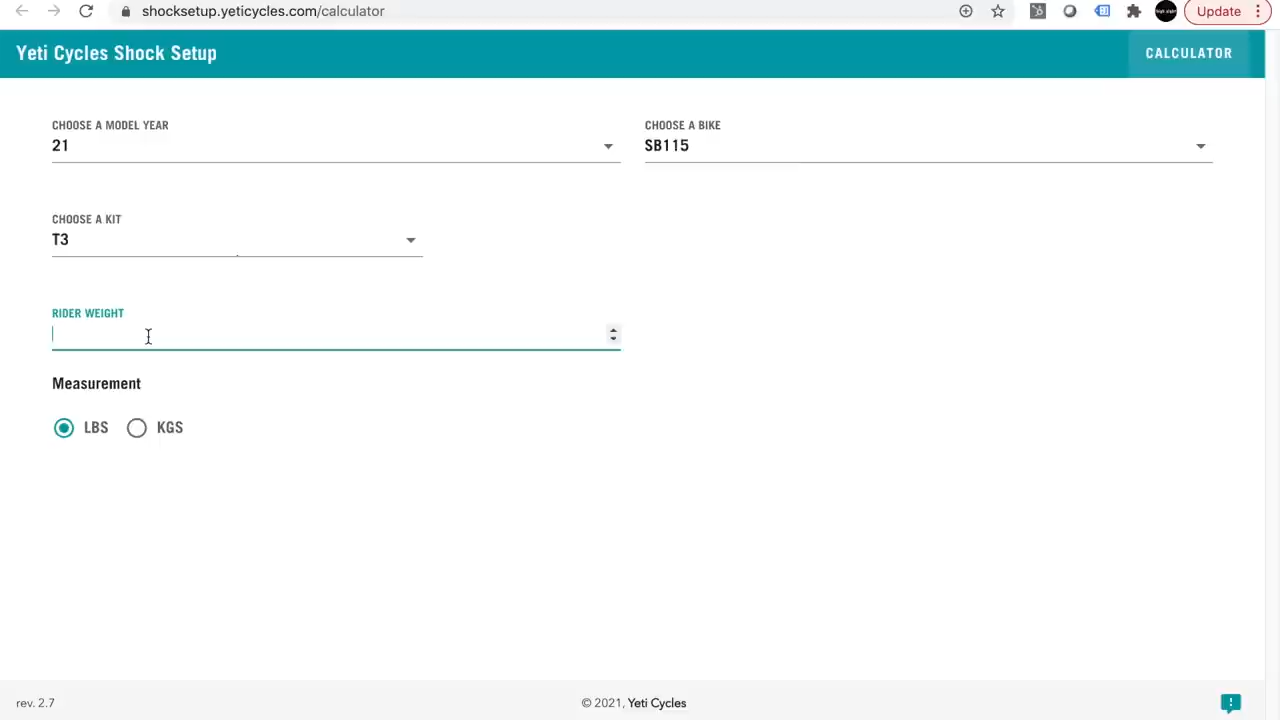 shocksetup.yeticycles.com/calculator
Update
Yeti Cycles Shock Setup
CALCULATOR
CHOOSE A MODEL YEAR
21
CHOOSE A BIKE
SB115
CHOOSE A KIT
T3
RIDER WEIGHT
Measurement
LBS
KGS
rev. 2.7
© 2021, Yeti Cycles